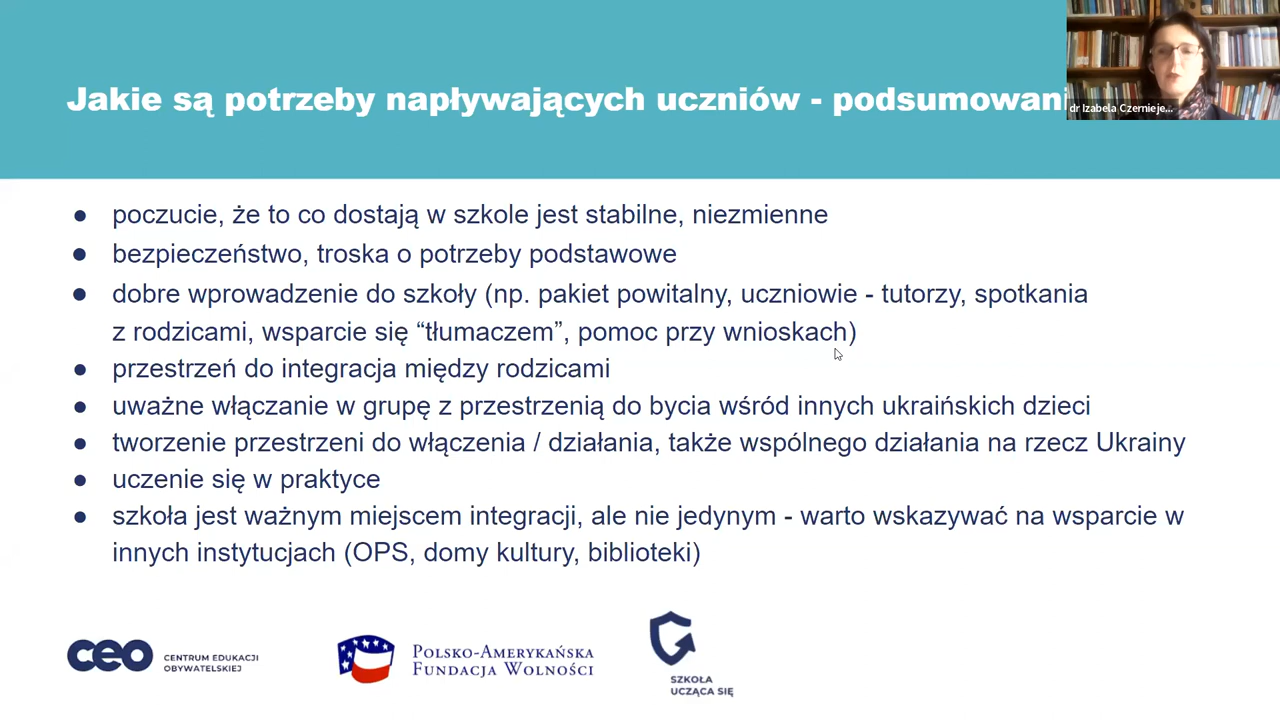 Jakie są potrzeby napływających uczniów - podsumowani
dr Izabela Czernieje...
● poczucie, że to co dostają w szkole jest stabilne, niezmienne
● bezpieczeństwo, troska o potrzeby podstawowe
● dobre wprowadzenie do szkoły (np. pakiet powitalny, uczniowie - tutorzy, spotkania
z rodzicami, wsparcie się “tłumaczem”, pomoc przy wnioskach)
● przestrzeń do integracja między rodzicami
● uważne włączanie w grupę z przestrzenią do bycia wśród innych ukraińskich dzieci
● tworzenie przestrzeni do włączenia / działania, także wspólnego działania na rzecz Ukrainy
● uczenie się w praktyce
● szkoła jest ważnym miejscem integracji, ale nie jedynym - warto wskazywać na wsparcie w
innych instytucjach (OPS, domy kultury, biblioteki)
ceo
CENTRUM EDUKACJI
OBYWATELSKIEJ
POLSKO-AMERYKAŃSKA
FUNDACJA WOLNOŚCI
SZKOŁA
UCZĄCA SIĘ